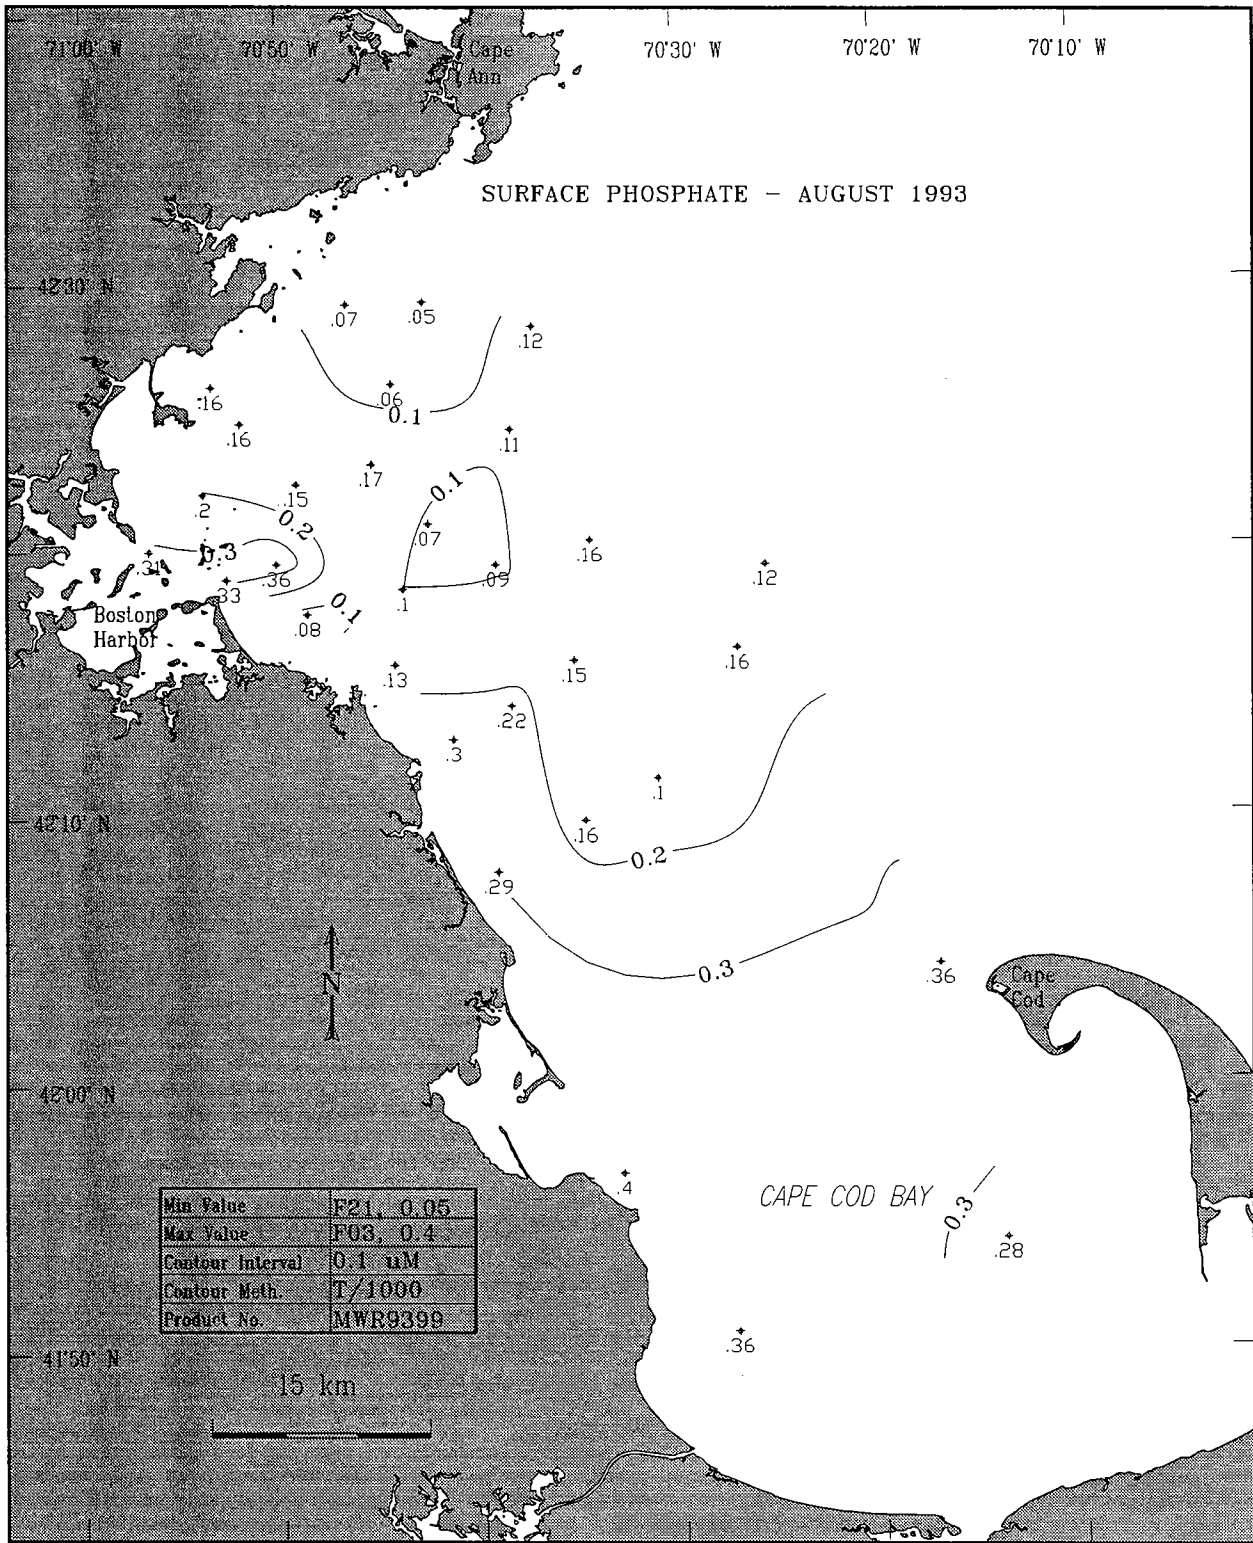 71°00' W 70°50' W 70°30' W 70°20' W 70°10' W
Cape
Ann
SURFACE PHOSPHATE - AUGUST 1993
42°30' N
.07 .05
.12
.06
0.1
.16
.16
.11
.17
.15
0.1
.2
0.2
.07
.16
0.3
.31
.36
.09
.12
.33
.1
0.1
.08
Boston
Harbor
.16
.15
.13
.22
.3
.1
42°10' N
.16
0.2
.29
0.3
.36
Cape
Cod
N
42°00' N
.4
CAPE COD BAY
0.3
.28
Min Value F21, 0.05
Max Value F03, 0.4
Contour Interval 0.1 uM
Contour Meth. T/1000
Product No. MWR9399
.36
41°50' N
15 km